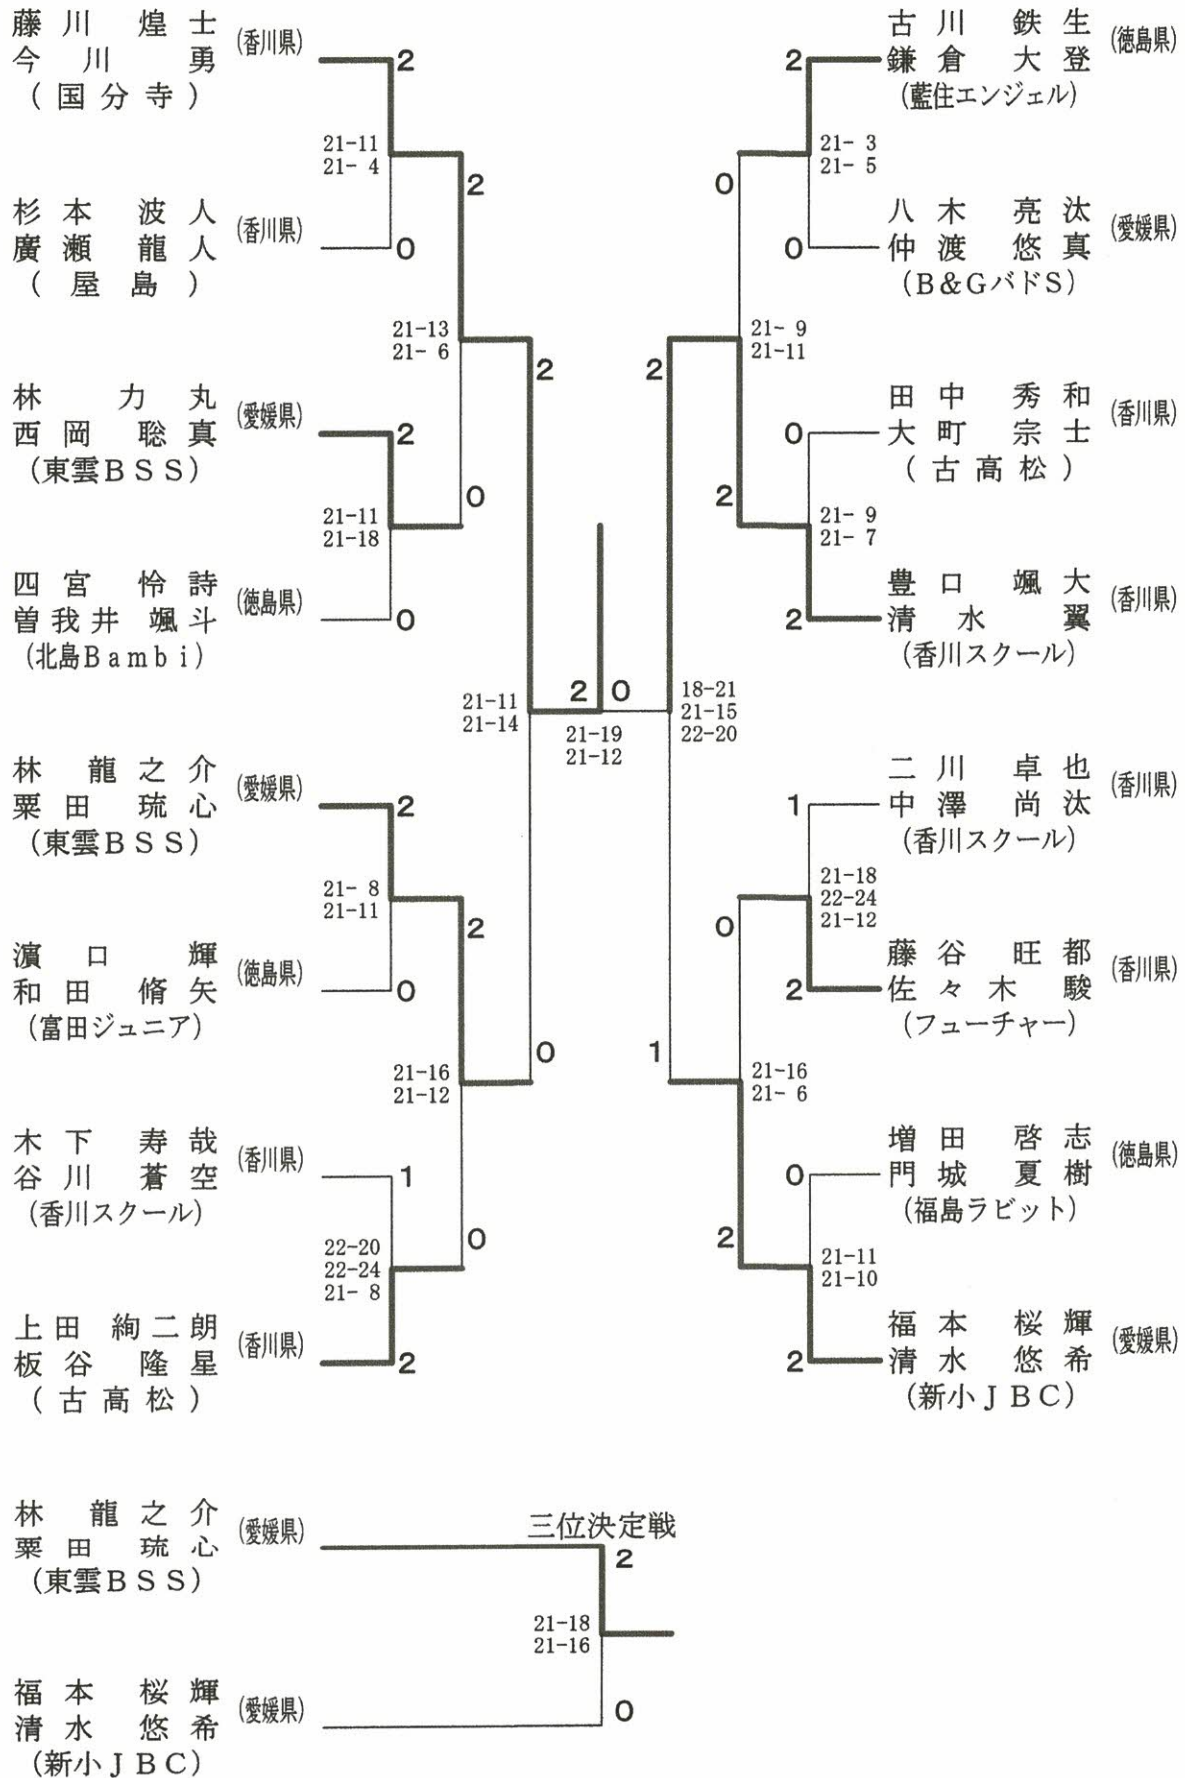 藤川 煌士
今川 勇
(国分寺)
(香川県)
2
21-11
21- 4
2
杉本 波人
廣瀬 龍人
(屋島)
(香川県)
0
21-13
21- 6
2
林 力丸
西岡 聡真
(東雲BSS)
(愛媛県)
2
21-11
21-18
0
四宮 怜詩
曽我井 颯斗
(北島Bambi)
(徳島県)
0
21-11
21-14
林 龍之介
粟田 琉心
(東雲BSS)
(愛媛県)
2
21- 8
21-11
2
濵口 輝
和田 脩矢
(富田ジュニア)
(徳島県)
0
21-16
21-12
0
木下 寿哉
谷川 蒼空
(香川スクール)
(香川県)
1
22-20
22-24
21- 8
0
上田 絢二朗
板谷 隆星
(古高松)
(香川県)
2
2 0
21-19
21-12
古川 鉄生
鎌倉 大登
(藍住エンジェル)
(徳島県)
2
21- 3
21- 5
0
八木 亮汰
仲渡 悠真
(B&GバドS)
(愛媛県)
0
21- 9
21-11
2
田中 秀和
大町 宗士
(古高松)
(香川県)
0
21- 9
21- 7
2
豊口 颯大
清水 翼
(香川スクール)
(香川県)
2
18-21
21-15
22-20
二川 卓也
中澤 尚汰
(香川スクール)
(香川県)
1
21-18
22-24
21-12
0
藤谷 旺都
佐々木 駿
(フューチャー)
(香川県)
2
21-16
21- 6
1
増田 啓志
門城 夏樹
(福島ラビット)
(徳島県)
0
21-11
21-10
2
福本 桜輝
清水 悠希
(新小JBC)
(愛媛県)
2
三位決定戦
林 龍之介
粟田 琉心
(東雲BSS)
(愛媛県)
2
21-18
21-16
福本 桜輝
清水 悠希
(新小JBC)
(愛媛県)
0